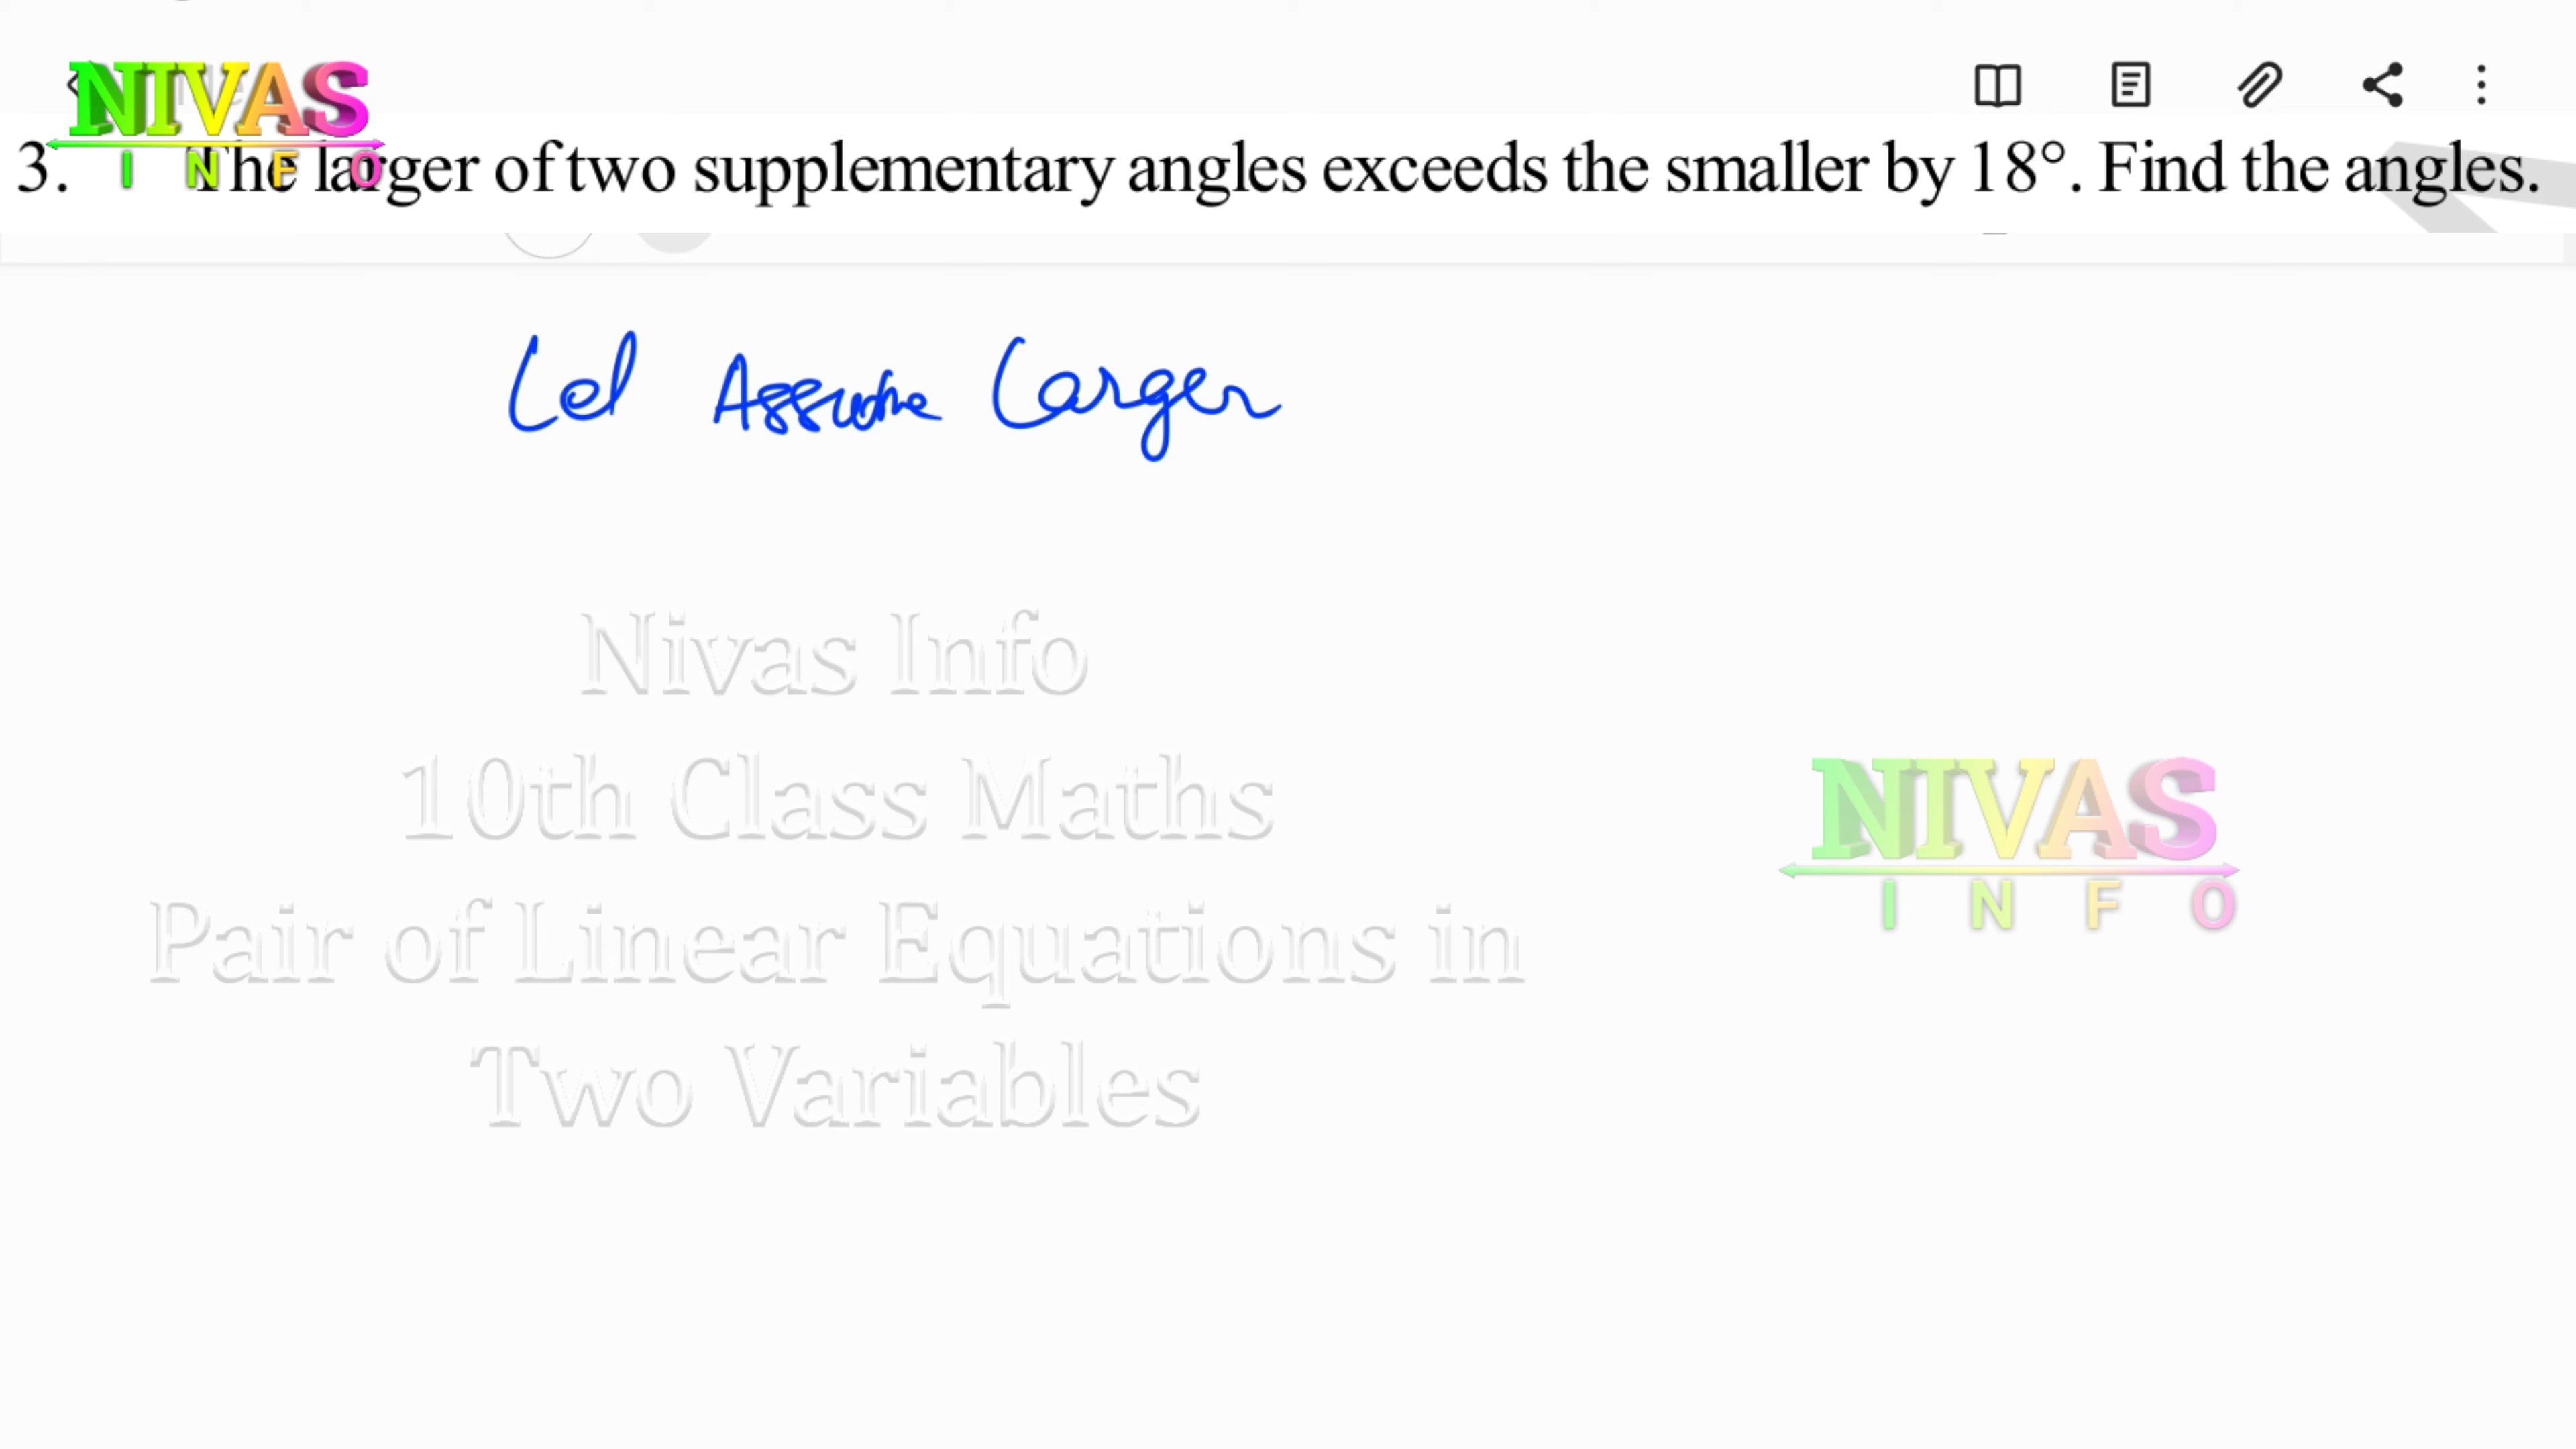 NIVAS
INFO
3. The larger of two supplementary angles exceeds the smaller by 18°. Find the angles.
Let Assume Larger
Nivas Info
10th Class Maths
Pair of Linear Equations in
Two Variables
NIVAS
INFO